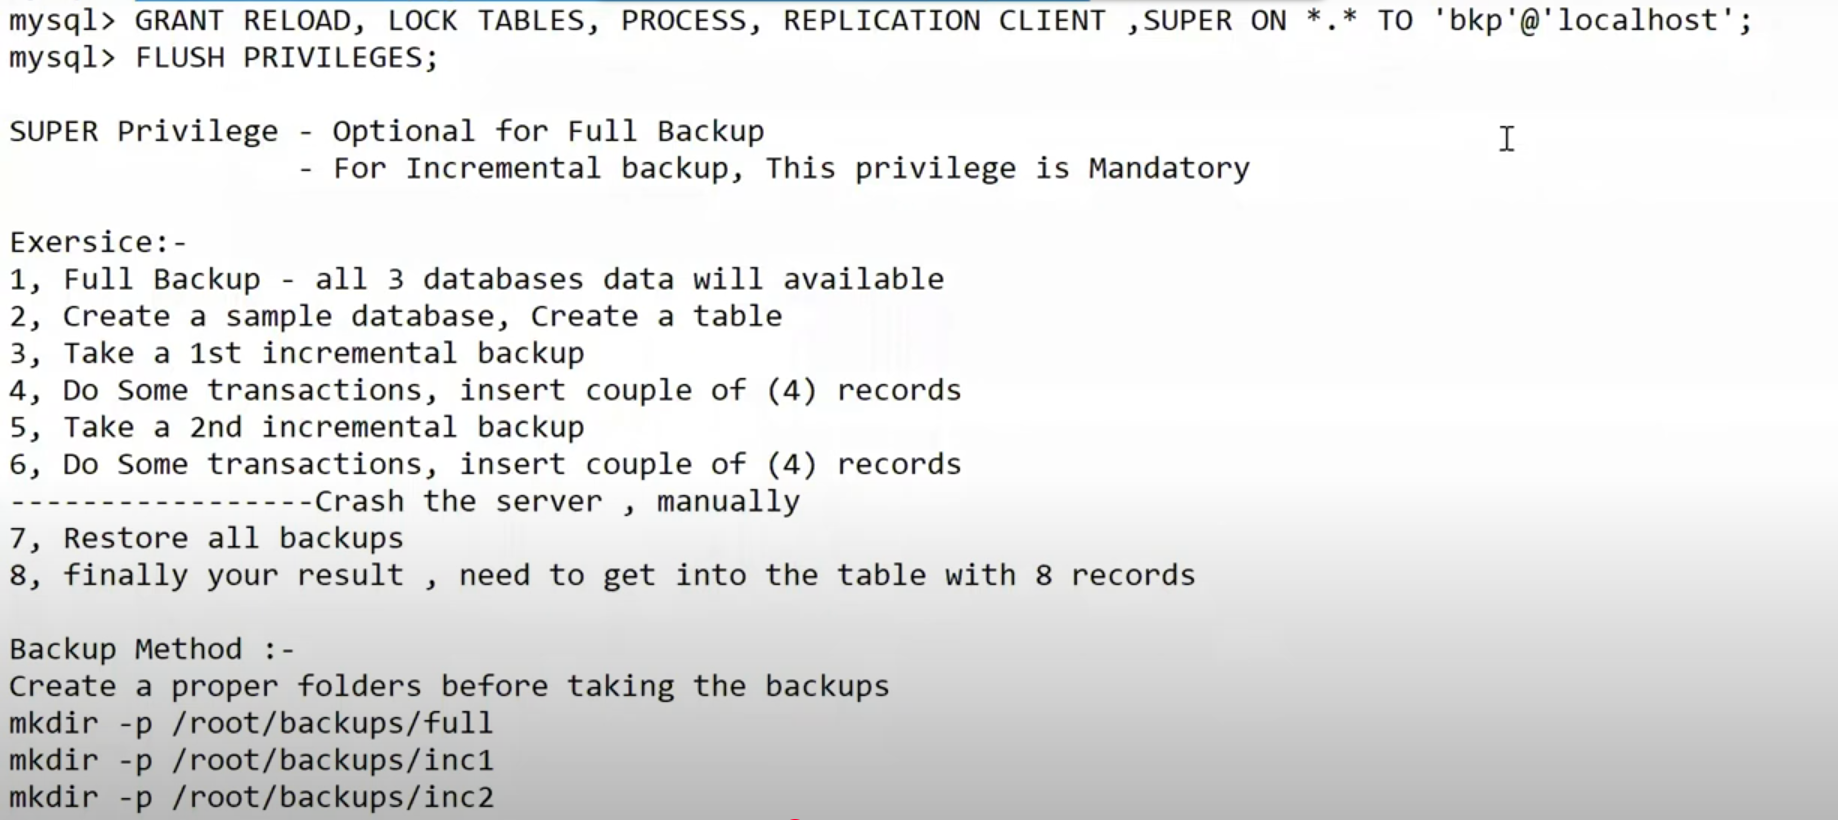 mysql> GRANT RELOAD, LOCK TABLES, PROCESS, REPLICATION CLIENT ,SUPER ON *.* TO 'bkp'@'localhost';
mysql> FLUSH PRIVILEGES;
SUPER Privilege - Optional for Full Backup
- For Incremental backup, This privilege is Mandatory
Exersice:-
1, Full Backup - all 3 databases data will available
2, Create a sample database, Create a table
3, Take a 1st incremental backup
4, Do Some transactions, insert couple of (4) records
5, Take a 2nd incremental backup
6, Do Some transactions, insert couple of (4) records
-----------------Crash the server , manually
7, Restore all backups
8, finally your result , need to get into the table with 8 records
Backup Method :-
Create a proper folders before taking the backups
mkdir -p /root/backups/full
mkdir -p /root/backups/inc1
mkdir -p /root/backups/inc2